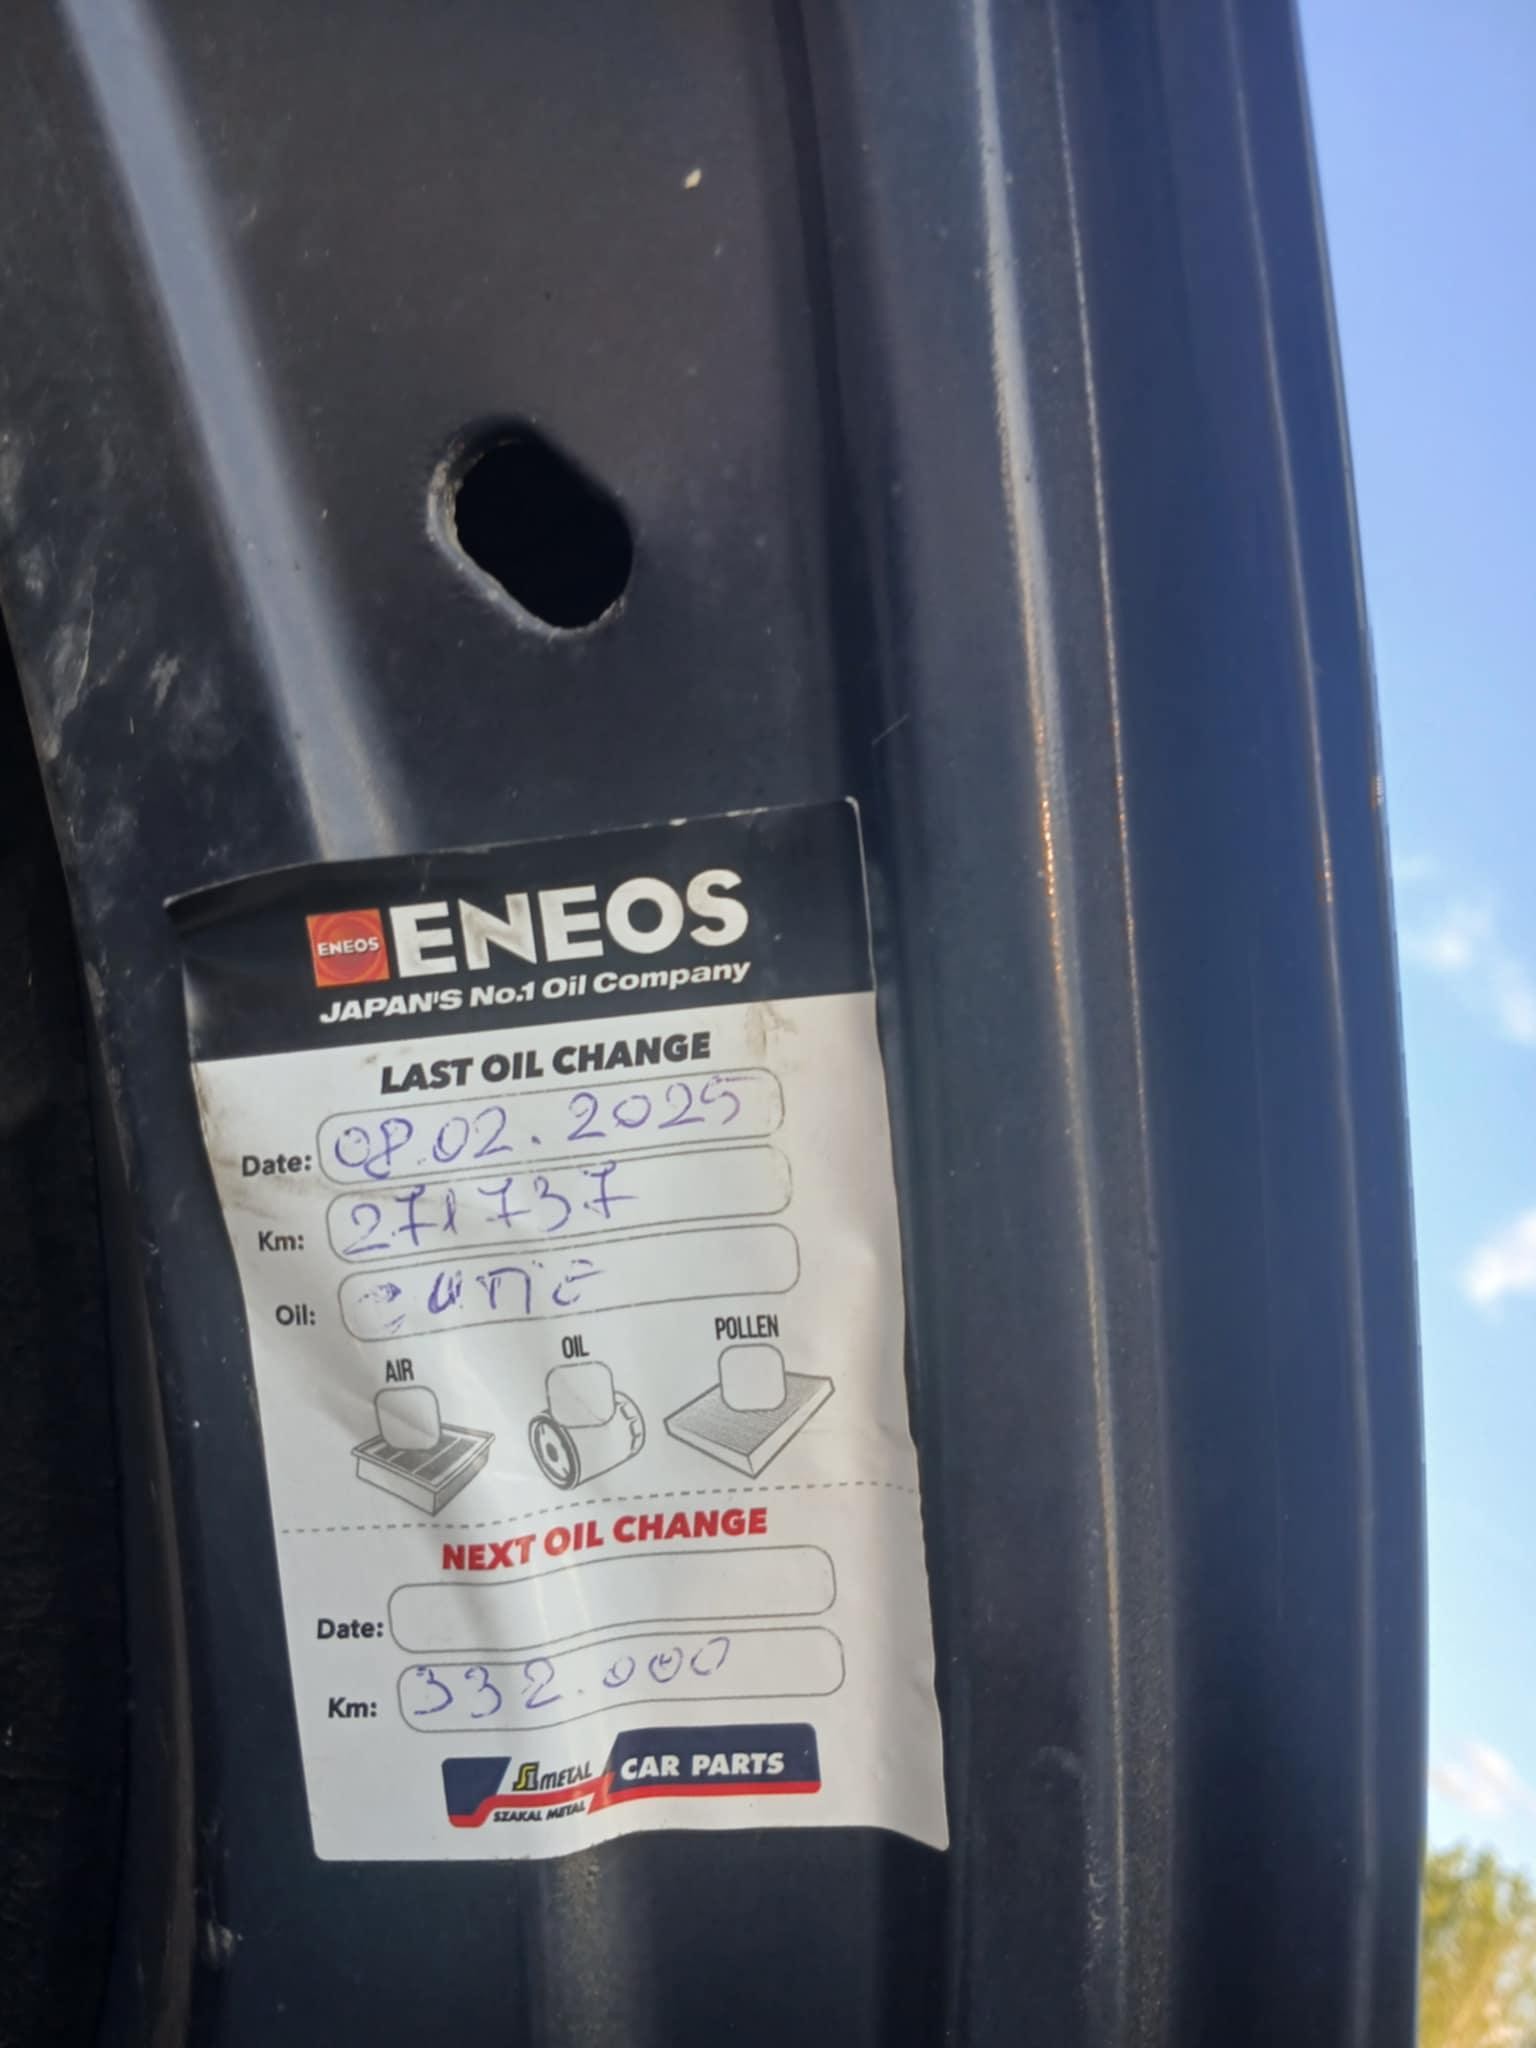 ENEOS ENEOS
JAPAN'S No.1 Oil Company
LAST OIL CHANGE
Date: 08.02.2025
Km: 271737
Oil:
AIR OIL POLLEN
NEXT OIL CHANGE
Date:
Km: 332.000
METAL CAR PARTS
SZAKAL METAL